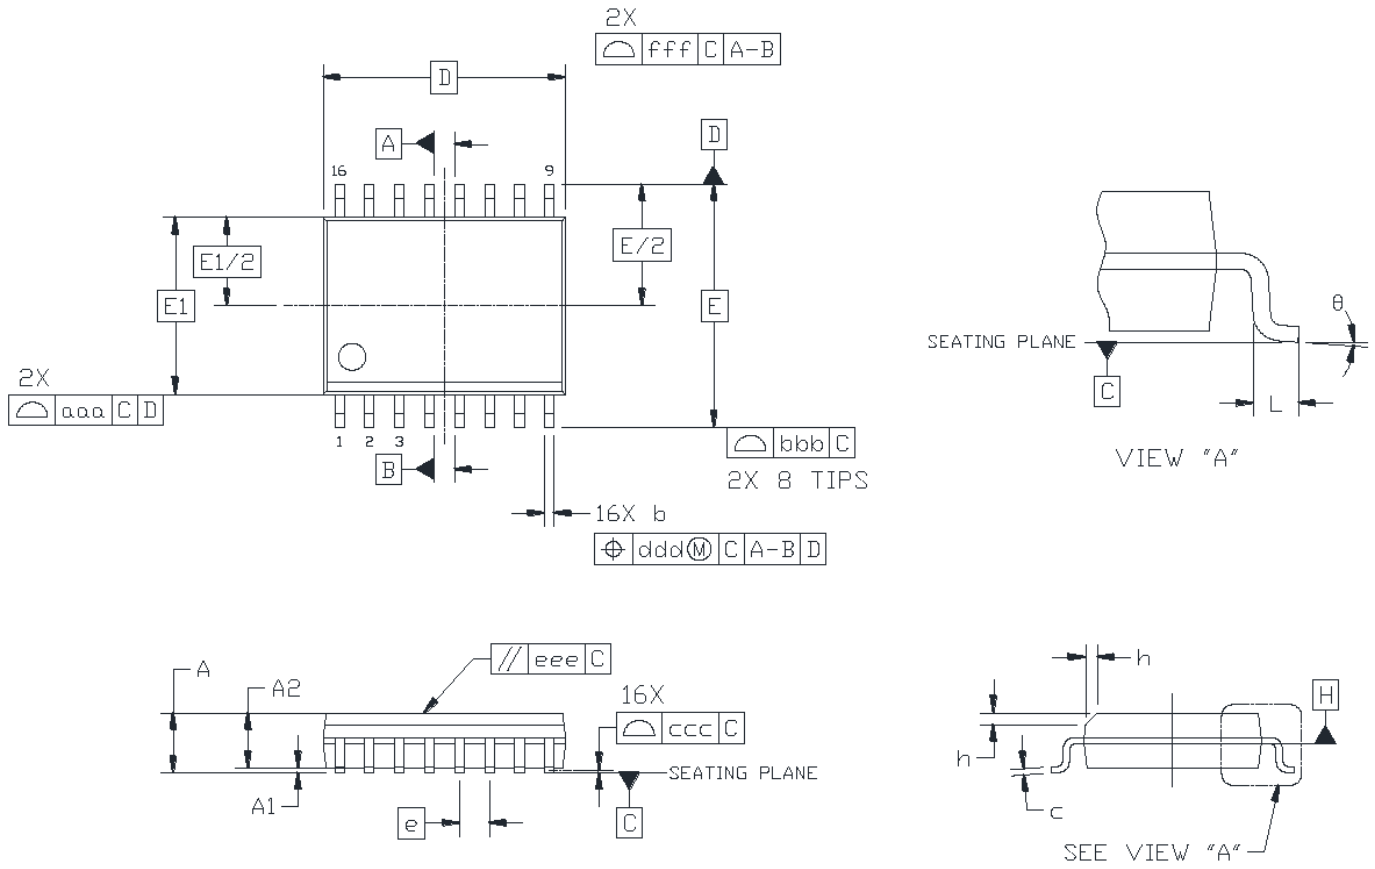 2X
fff C A-B
D
A
D
16
9
E1/2
E/2
E1
E
2X
aaa C D
1 2 3
B
bbb C
2X 8 TIPS
16X b
ddd M C A-B D
θ
SEATING PLANE
C
L
VIEW "A"
A
A2
eee C
16X
ccc C
SEATING PLANE
A1
e
C
h
H
h
c
SEE VIEW "A"